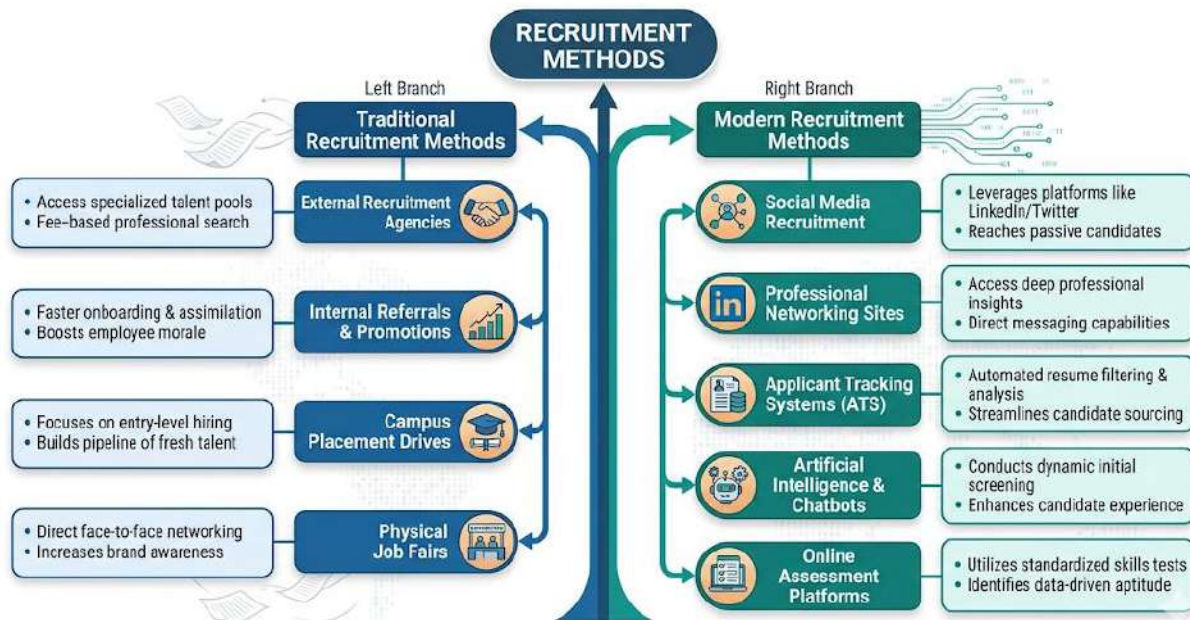 RECRUITMENT
METHODS
Left Branch
Traditional
Recruitment Methods
• Access specialized talent pools
• Fee-based professional search
External Recruitment
Agencies
• Faster onboarding & assimilation
• Boosts employee morale
Internal Referrals
& Promotions
• Focuses on entry-level hiring
• Builds pipeline of fresh talent
Campus
Placement Drives
• Direct face-to-face networking
• Increases brand awareness
Physical
Job Fairs
Right Branch
Modern Recruitment
Methods
Social Media
Recruitment
• Leverages platforms like
LinkedIn/Twitter
• Reaches passive candidates
in
Professional
Networking Sites
• Access deep professional
insights
• Direct messaging capabilities
Applicant Tracking
Systems (ATS)
• Automated resume filtering &
analysis
• Streamlines candidate sourcing
Artificial
Intelligence &
Chatbots
• Conducts dynamic initial
screening
• Enhances candidate experience
Online
Assessment
Platforms
• Utilizes standardized skills tests
• Identifies data-driven aptitude